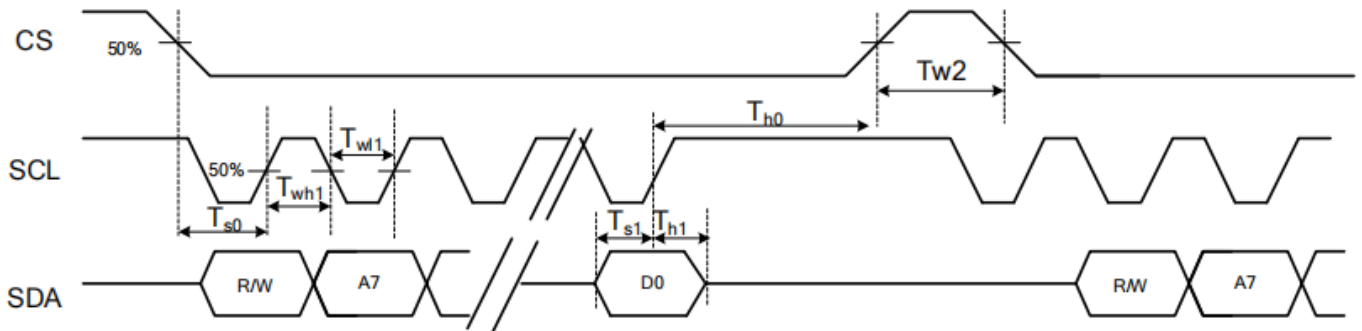 CS
50%
Tw2
Th0
SCL
50%
Twl1
Twh1
Ts0
Ts1
Th1
SDA
R/W
A7
D0
R/W
A7